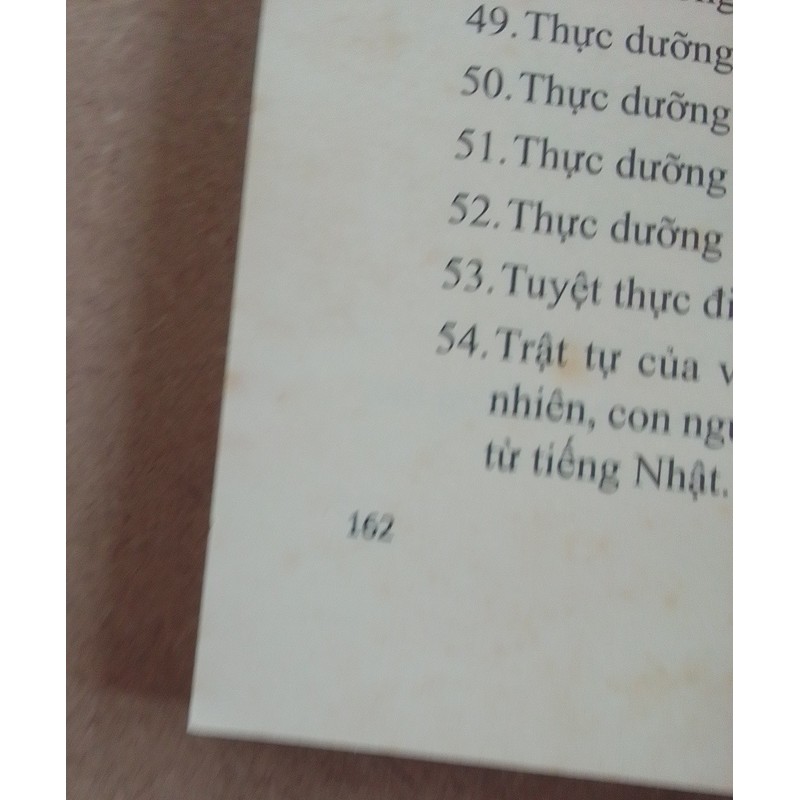 49. Thực dưỡng
50. Thực dưỡng
51. Thực dưỡng
52. Thực dưỡng
53. Tuyệt thực
54. Trật tự của
nhiên, con
từ tiếng Nhật.
162